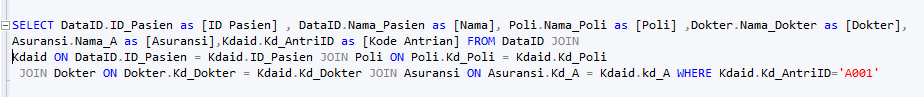 SELECT DataID.ID_Pasien as [ID Pasien] , DataID.Nama_Pasien as [Nama], Poli.Nama_Poli as [Poli] ,Dokter.Nama_Dokter as [Dokter],
Asuransi.Nama_A as [Asuransi],Kdaid.Kd_AntriID as [Kode Antrian] FROM DataID JOIN
Kdaid ON DataID.ID_Pasien = Kdaid.ID_Pasien JOIN Poli ON Poli.Kd_Poli = Kdaid.Kd_Poli
JOIN Dokter ON Dokter.Kd_Dokter = Kdaid.Kd_Dokter JOIN Asuransi ON Asuransi.Kd_A = Kdaid.kd_A WHERE Kdaid.Kd_AntriID='A001'